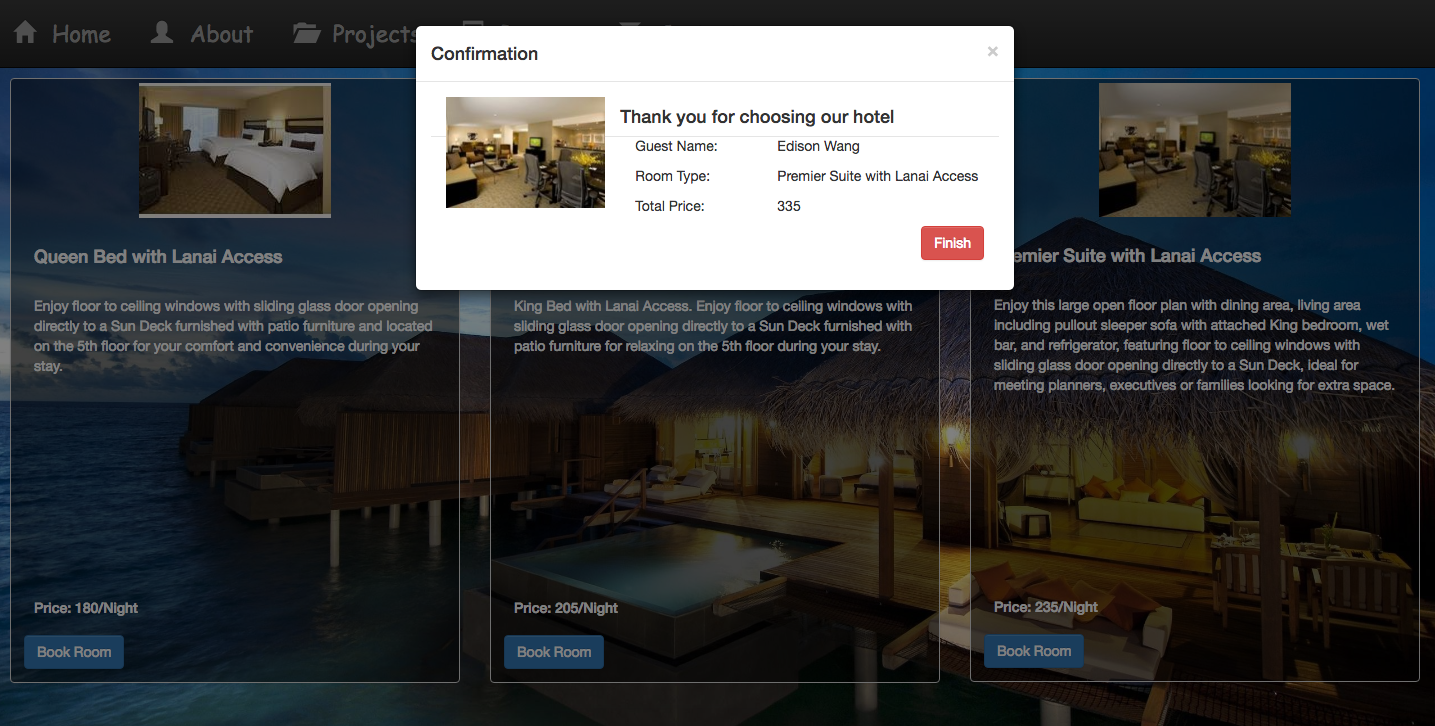 Home
About
Projects
Confirmation
×
Thank you for choosing our hotel
Guest Name: Edison Wang
Room Type: Premier Suite with Lanai Access
Total Price: 335
Finish
Queen Bed with Lanai Access
Enjoy floor to ceiling windows with sliding glass door opening
directly to a Sun Deck furnished with patio furniture and located
on the 5th floor for your comfort and convenience during your
stay.
Price: 180/Night
Book Room
King Bed with Lanai Access. Enjoy floor to ceiling windows with
sliding glass door opening directly to a Sun Deck furnished with
patio furniture for relaxing on the 5th floor during your stay.
Price: 205/Night
Book Room
emier Suite with Lanai Access
Enjoy this large open floor plan with dining area, living area
including pullout sleeper sofa with attached King bedroom, wet
bar, and refrigerator, featuring floor to ceiling windows with
sliding glass door opening directly to a Sun Deck, ideal for
meeting planners, executives or families looking for extra space.
Price: 235/Night
Book Room